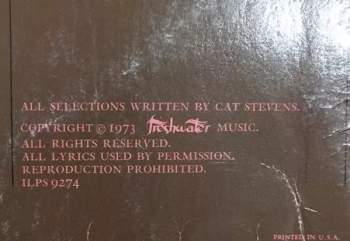 ALL SELECTIONS WRITTEN BY CAT STEVENS.
COPYRIGHT © 1973 Freshwater MUSIC.
ALL RIGHTS RESERVED.
ALL LYRICS USED BY PERMISSION.
REPRODUCTION PROHIBITED.
ILPS 9274
PRINTED IN U.S.A.